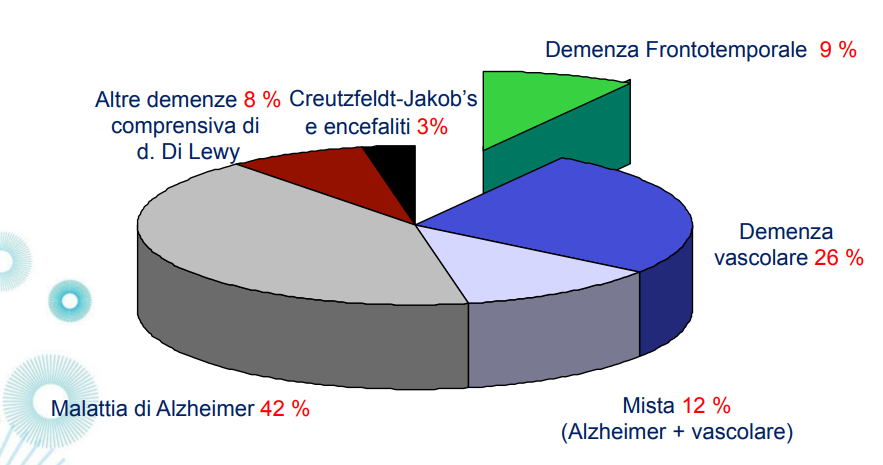 Demenza Frontotemporale 9 %
Altre demenze 8 %
comprensiva di
d. Di Lewy
Creutzfeldt-Jakob's
e encefaliti 3%
Demenza
vascolare 26 %
Malattia di Alzheimer 42 %
Mista 12 %
(Alzheimer + vascolare)